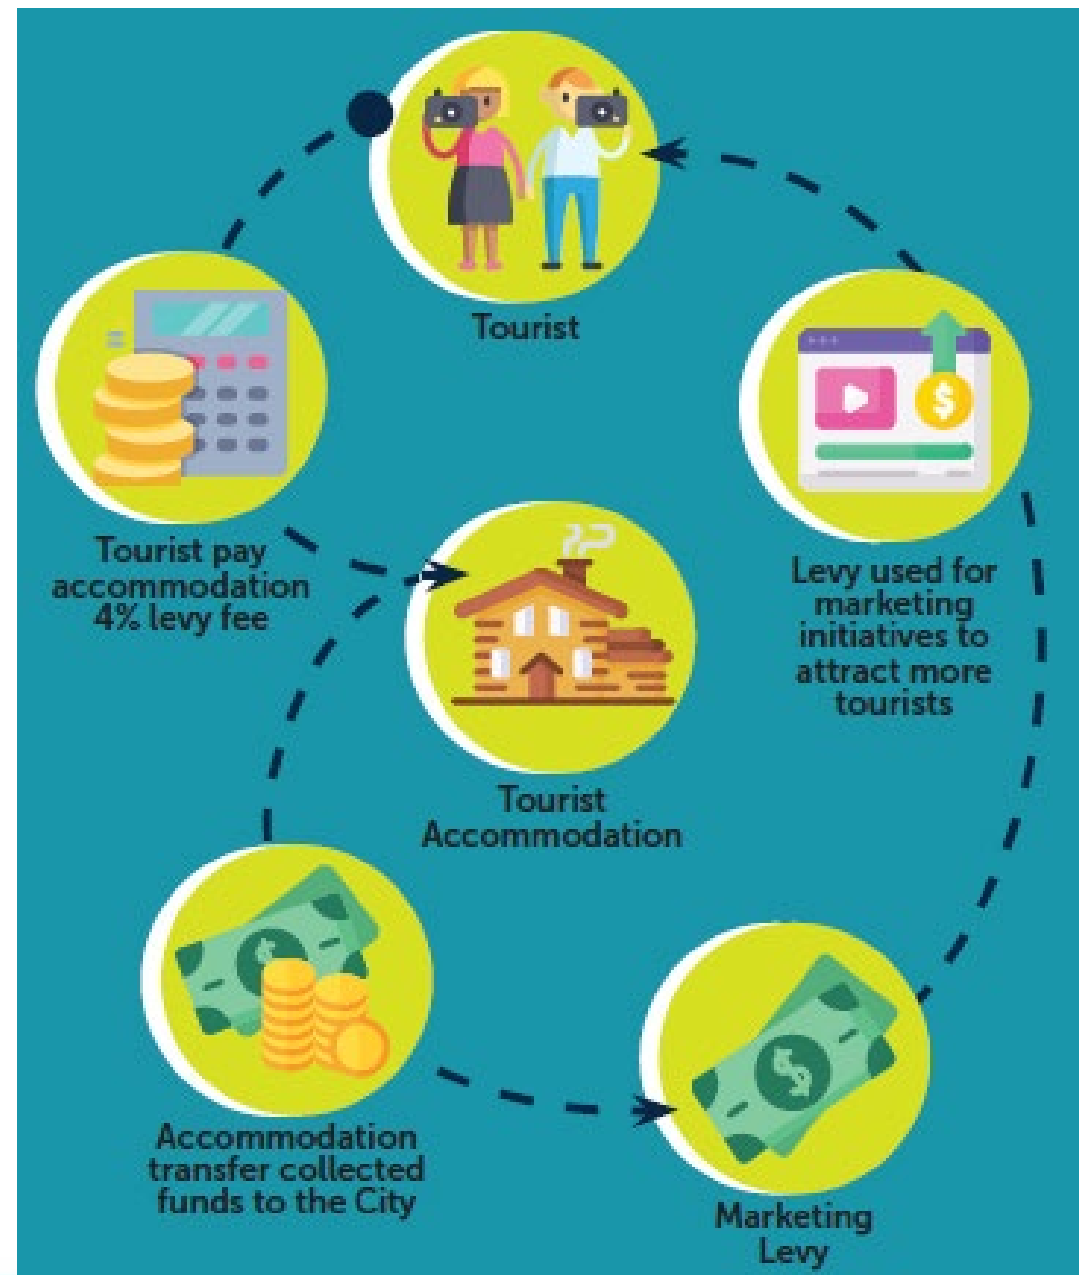 Tourist
Tourist pay
accommodation
4% levy fee
Levy used for
marketing
initiatives to
attract more
tourists
Tourist
Accommodation
Accommodation
transfer collected
funds to the City
Marketing
Levy